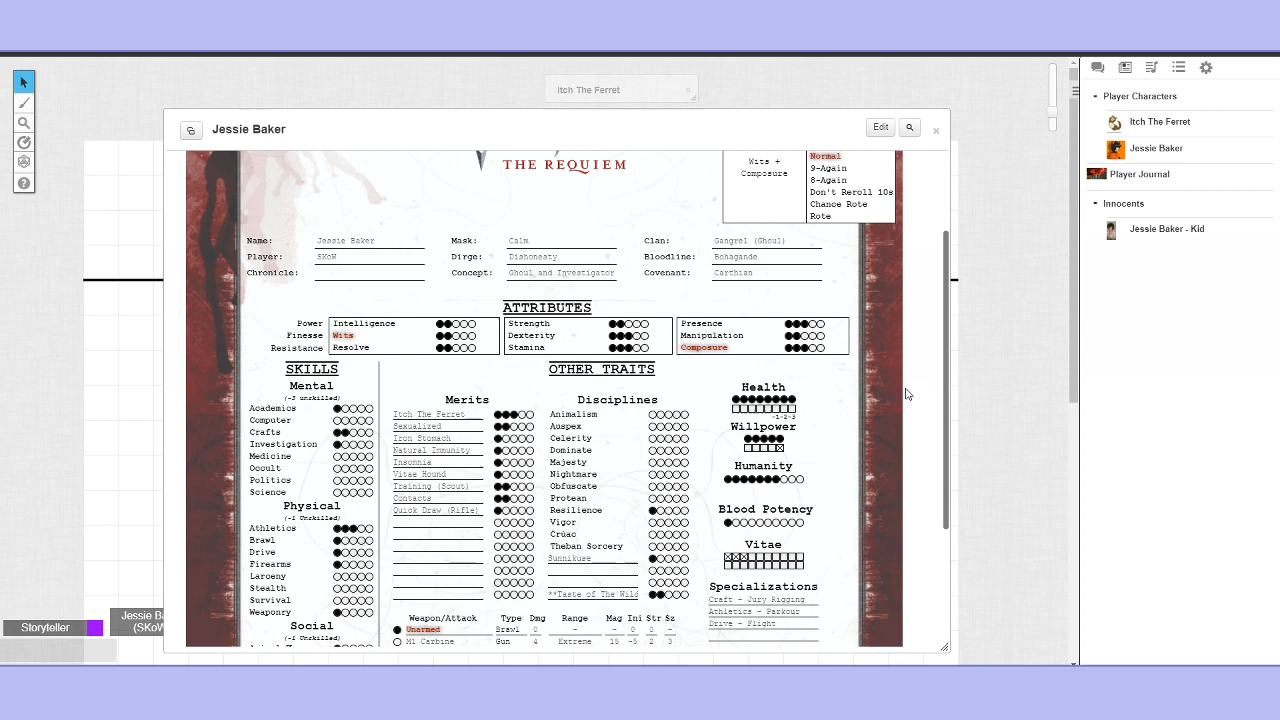 Itch The Ferret
Jessie Baker
Edit
THE REQUIEM
Wits +
Composure
Normal
9-Again
8-Again
Don't Reroll 10s
Chance Rote
Rote
Name: Jessie Baker Mask: Calm Clan: Gangrel (Ghoul)
Player: SKoW Dirge: Dishonesty Bloodline: Bohagande
Chronicle: Concept: Ghoul and Investigator Covenant: Carthian
ATTRIBUTES
Power Intelligence Strength Presence
Finesse Wits Dexterity Manipulation
Resistance Resolve Stamina Composure
SKILLS
Mental
(-3 unskilled)
Academics
Computer
Crafts
Investigation
Medicine
Occult
Politics
Science
Physical
(-1 Unskilled)
Athletics
Brawl
Drive
Firearms
Larceny
Stealth
Survival
Weaponry
Social
(-1 Unskilled)
OTHER TRAITS
Merits
Itch The Ferret
Sexualized
Iron Stomach
Natural Immunity
Insomnia
Vitae Hound
Training (Scout)
Contacts
Quick Draw (Rifle)
Disciplines
Animalism
Auspex
Celerity
Dominate
Majesty
Nightmare
Obfuscate
Protean
Resilience
Vigor
Crúac
Theban Sorcery
Sunnikuse
**Taste of The Wild
Health
-1-2-3
Willpower
Humanity
Blood Potency
Vitae
Specializations
Craft - Jury Rigging
Athletics - Parkour
Drive - Flight
Weapon/Attack Type Dmg Range Mag Ini Str Sz
Unarmed Brawl 0 - - 0 0 -
M1 Carbine Gun 4 Extreme 15 -5 2 3
Storyteller
Jessie Ba
(SKoW
Player Characters
Itch The Ferret
Jessie Baker
Player Journal
Innocents
Jessie Baker - Kid